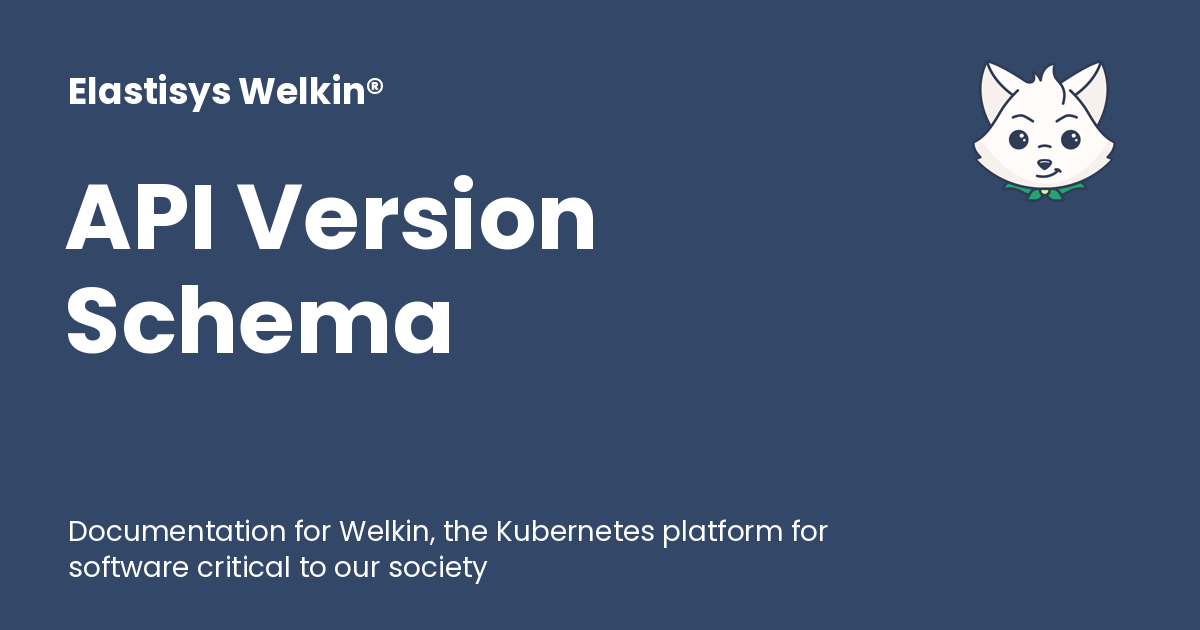 Elastisys Welkin®
API Version
Schema
Documentation for Welkin, the Kubernetes platform for
software critical to our society